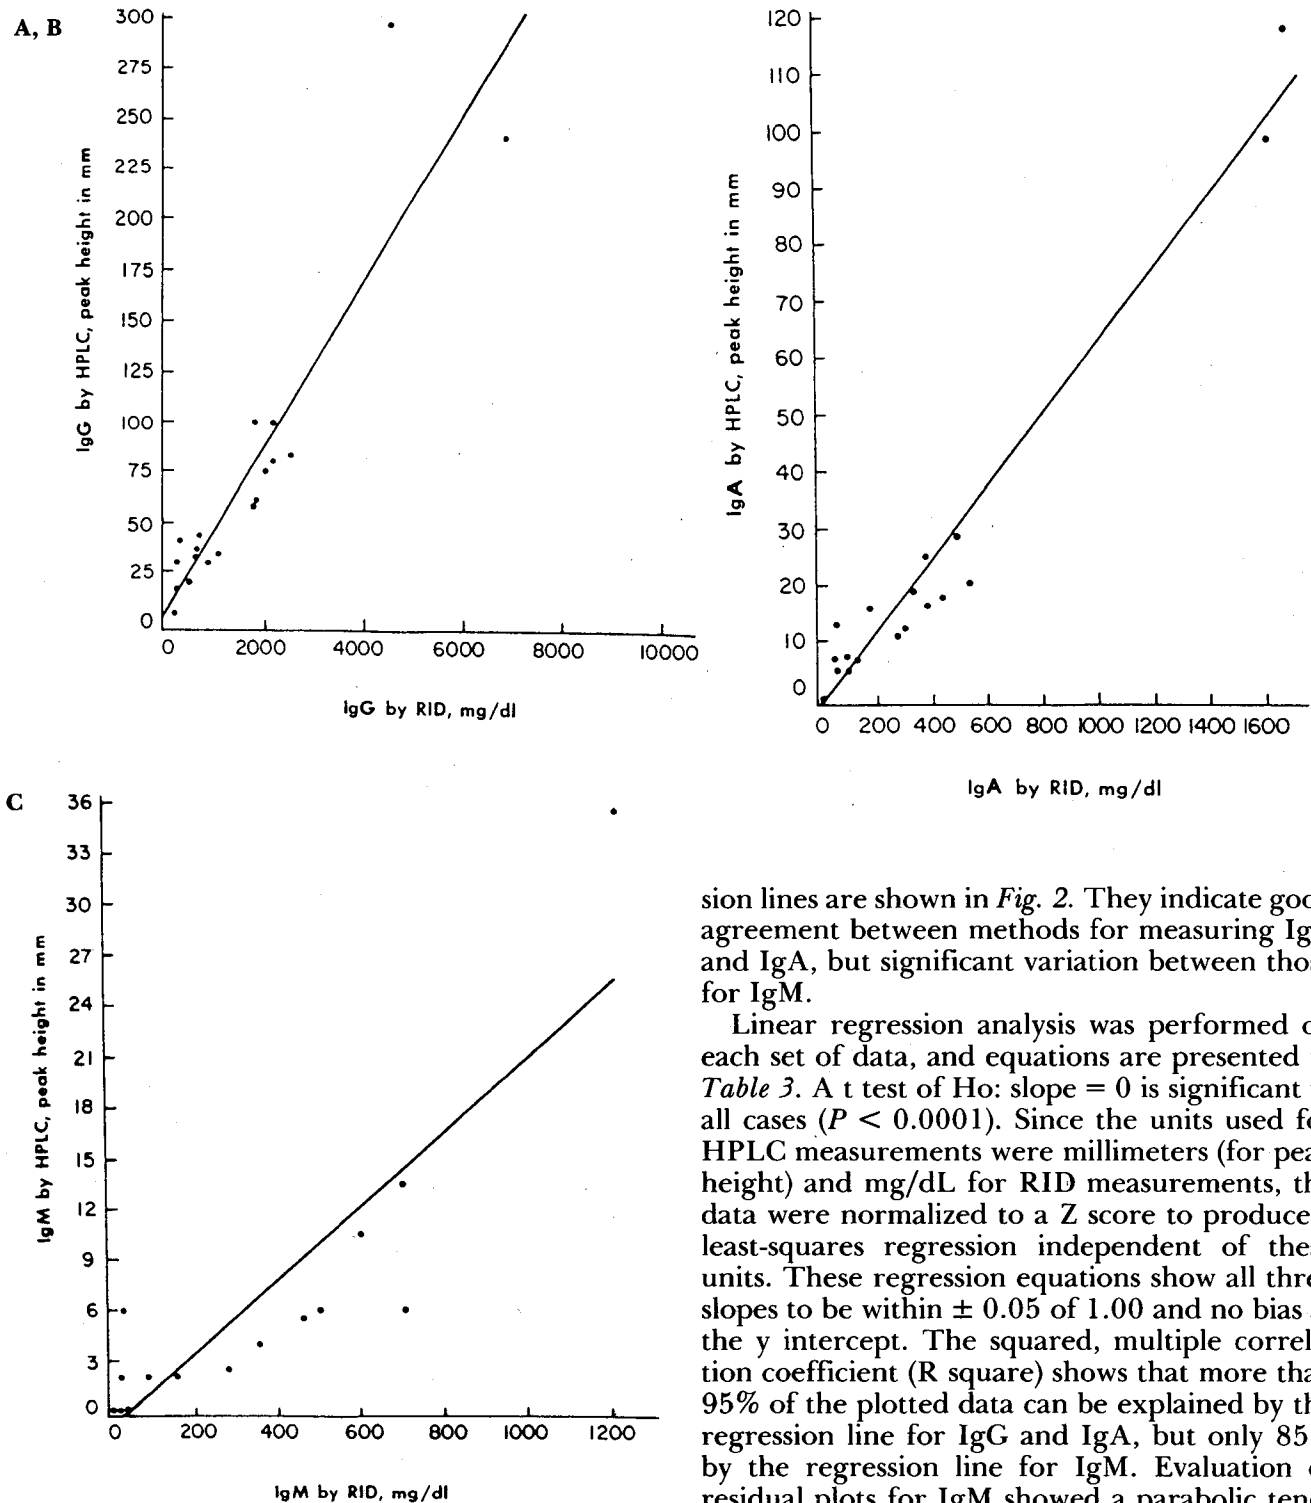 A, B
300
275
250
225
200
175
150
125
100
75
50
25
0
IgG by HPLC, peak height in mm
0 2000 4000 6000 8000 10000
IgG by RID, mg/dl
120
110
100
90
80
70
60
50
40
30
20
10
0
IgA by HPLC, peak height in mm
0 200 400 600 800 1000 1200 1400 1600
IgA by RID, mg/dl
C
36
33
30
27
24
21
18
15
12
9
6
3
0
IgM by HPLC, peak height in mm
0 200 400 600 800 1000 1200
IgM by RID, mg/dl
sion lines are shown in Fig. 2. They indicate goo
agreement between methods for measuring Ig
and IgA, but significant variation between tho
for IgM.
Linear regression analysis was performed o
each set of data, and equations are presented
Table 3. A t test of Ho: slope = 0 is significant
all cases (P < 0.0001). Since the units used fo
HPLC measurements were millimeters (for pea
height) and mg/dL for RID measurements, th
data were normalized to a Z score to produce
least-squares regression independent of the
units. These regression equations show all thre
slopes to be within ± 0.05 of 1.00 and no bias
the y intercept. The squared, multiple correl
tion coefficient (R square) shows that more tha
95% of the plotted data can be explained by th
regression line for IgG and IgA, but only 85
by the regression line for IgM. Evaluation
residual plots for IgM showed a parabolic tend